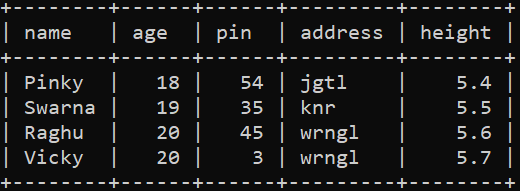 +--------+------+------+---------+--------+
| name   | age  | pin  | address | height |
+--------+------+------+---------+--------+
| Pinky  |   18 |   54 | jgtl    |    5.4 |
| Swarna |   19 |   35 | knr     |    5.5 |
| Raghu  |   20 |   45 | wrngl   |    5.6 |
| Vicky  |   20 |    3 | wrngl   |    5.7 |
+--------+------+------+---------+--------+